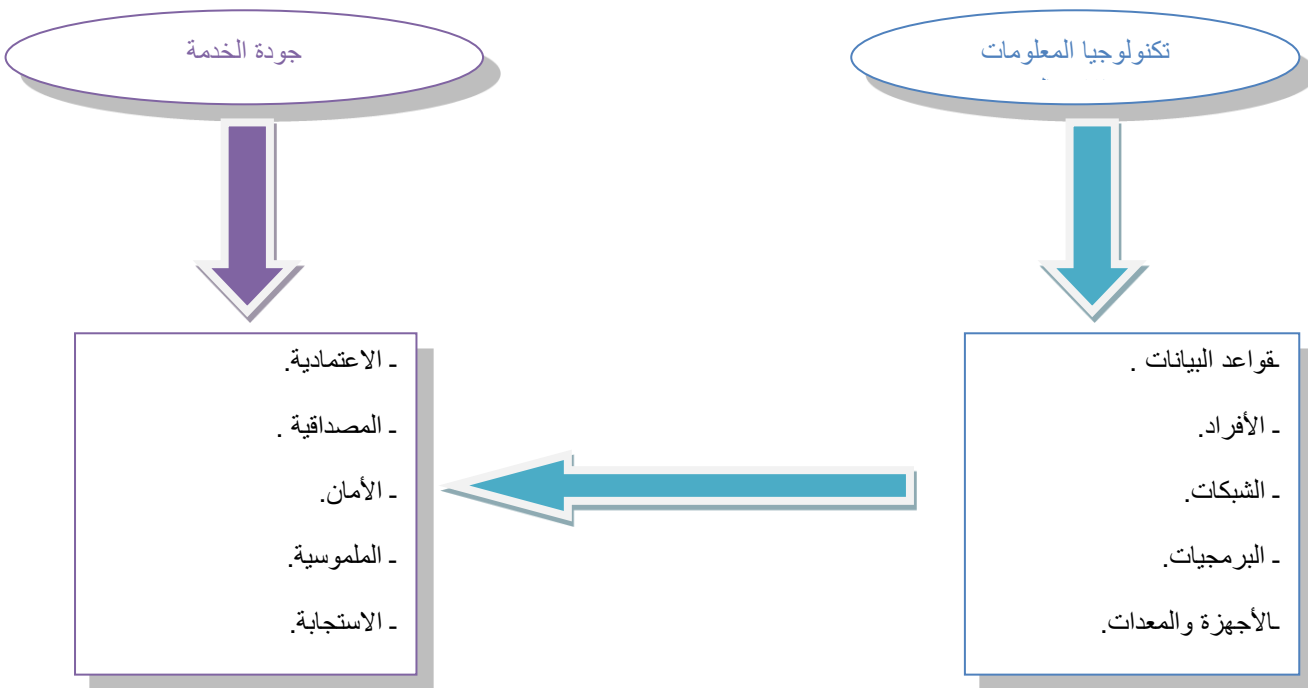 تكنولوجيا المعلومات
جودة الخدمة
ـقواعد البيانات .
ـ الأفراد.
ـ الشبكات.
ـ البرمجيات.
ـالأجهزة والمعدات.
ـ الاعتمادية.
ـ المصداقية .
ـ الأمان.
ـ الملموسية.
ـ الاستجابة.